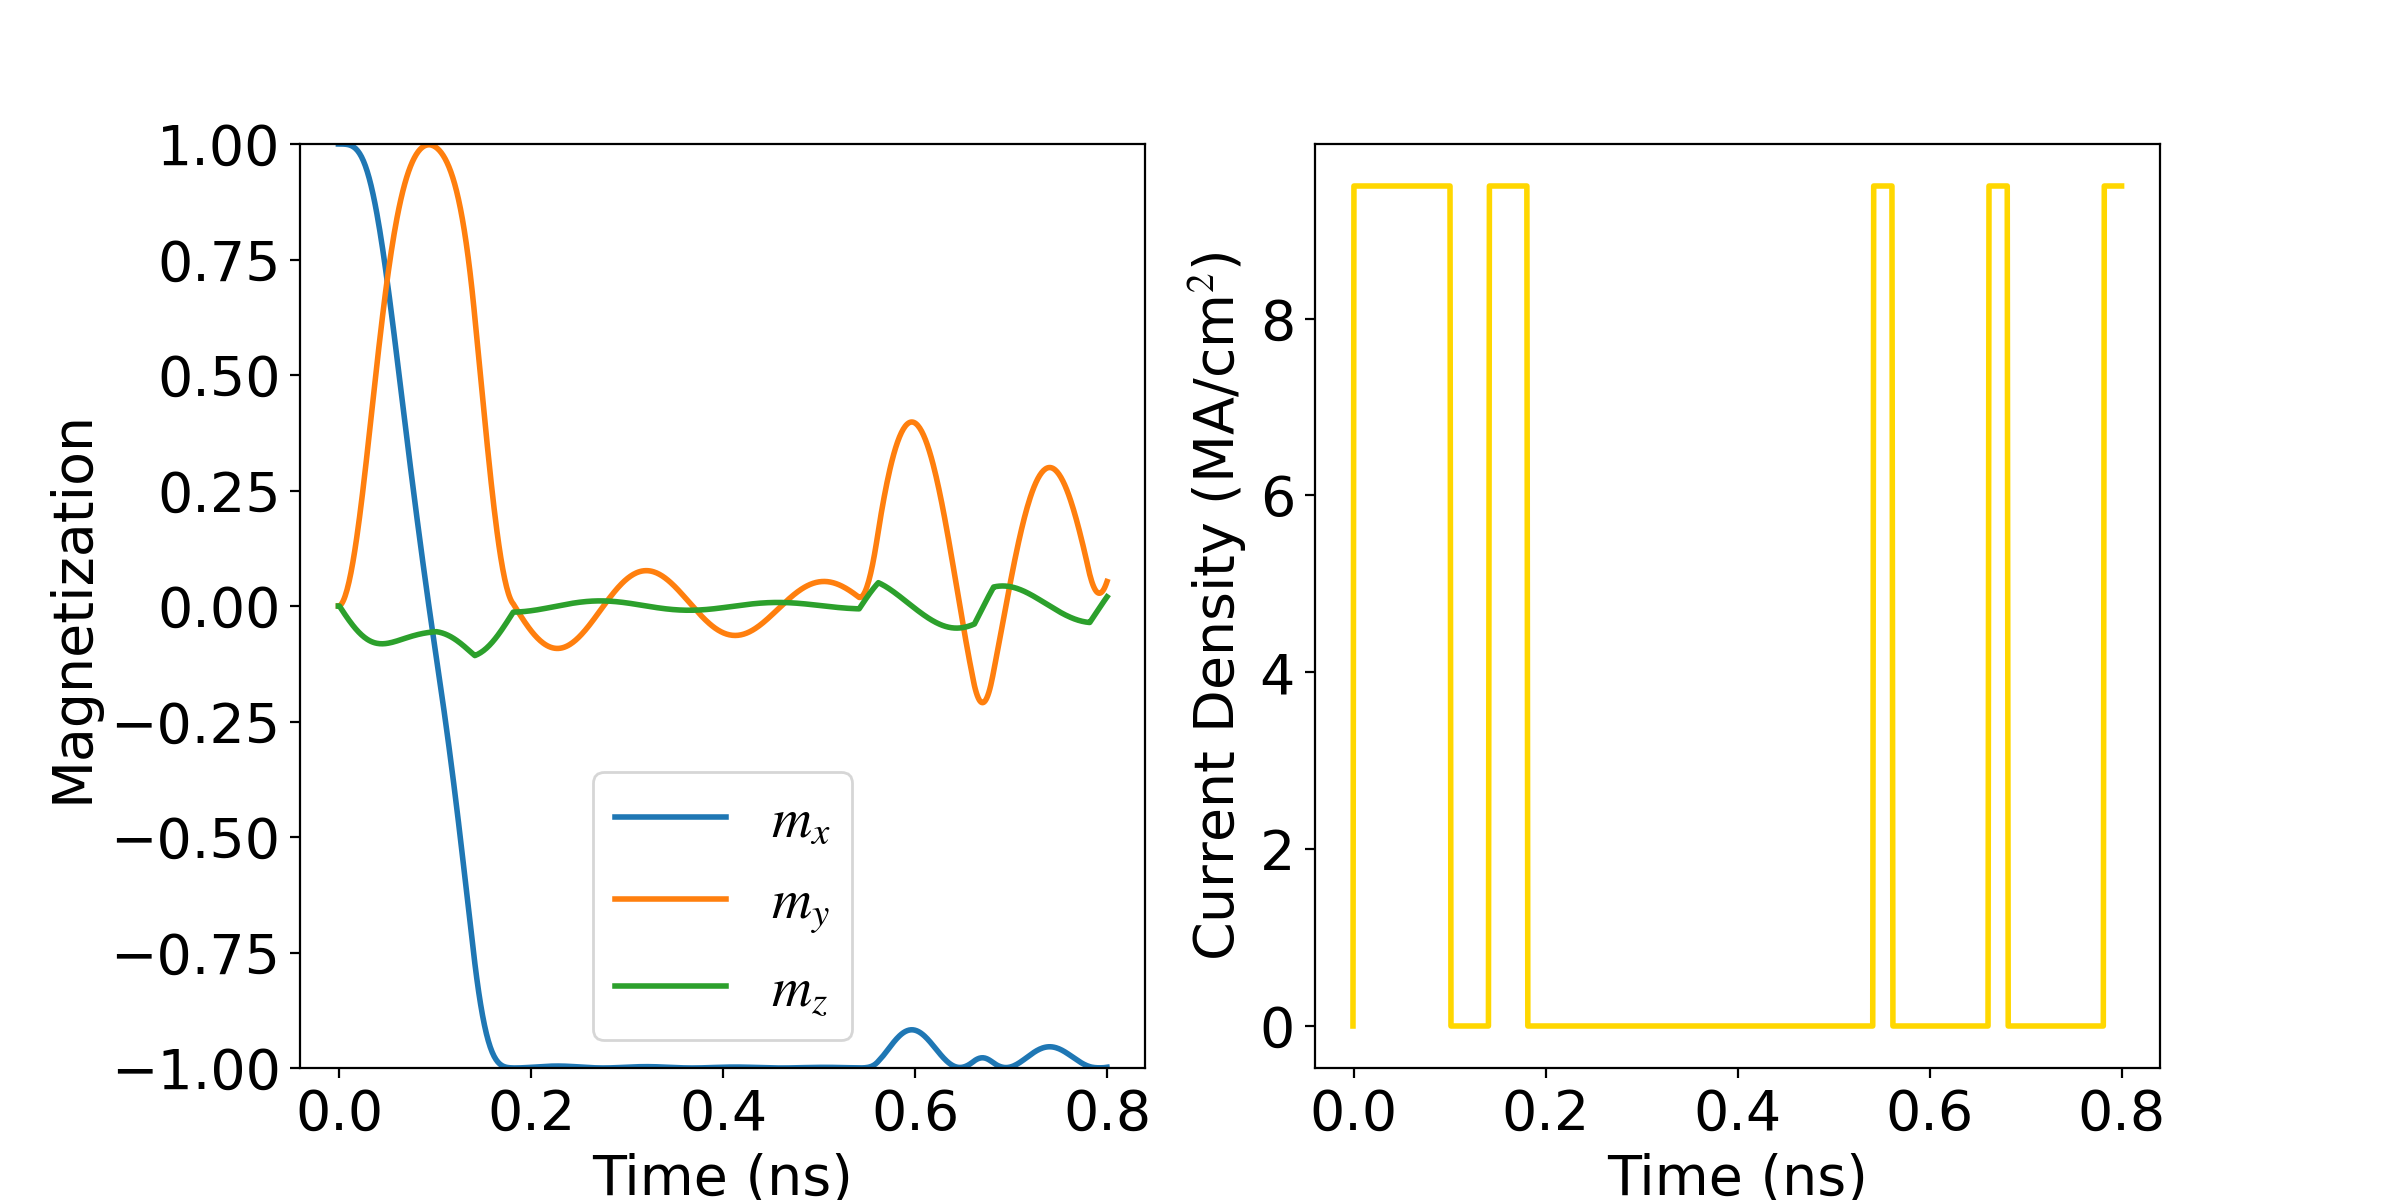 1.00
0.75
0.50
0.25
0.00
−0.25
−0.50
−0.75
−1.00
Magnetization
0.0 0.2 0.4 0.6 0.8
Time (ns)
mₓ
m_y
m_z
8
6
4
2
0
Current Density (MA/cm²)
0.0 0.2 0.4 0.6 0.8
Time (ns)